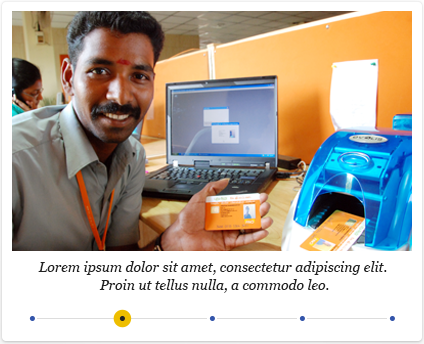 Lorem ipsum dolor sit amet, consectetur adipiscing elit.
Proin ut tellus nulla, a commodo leo.